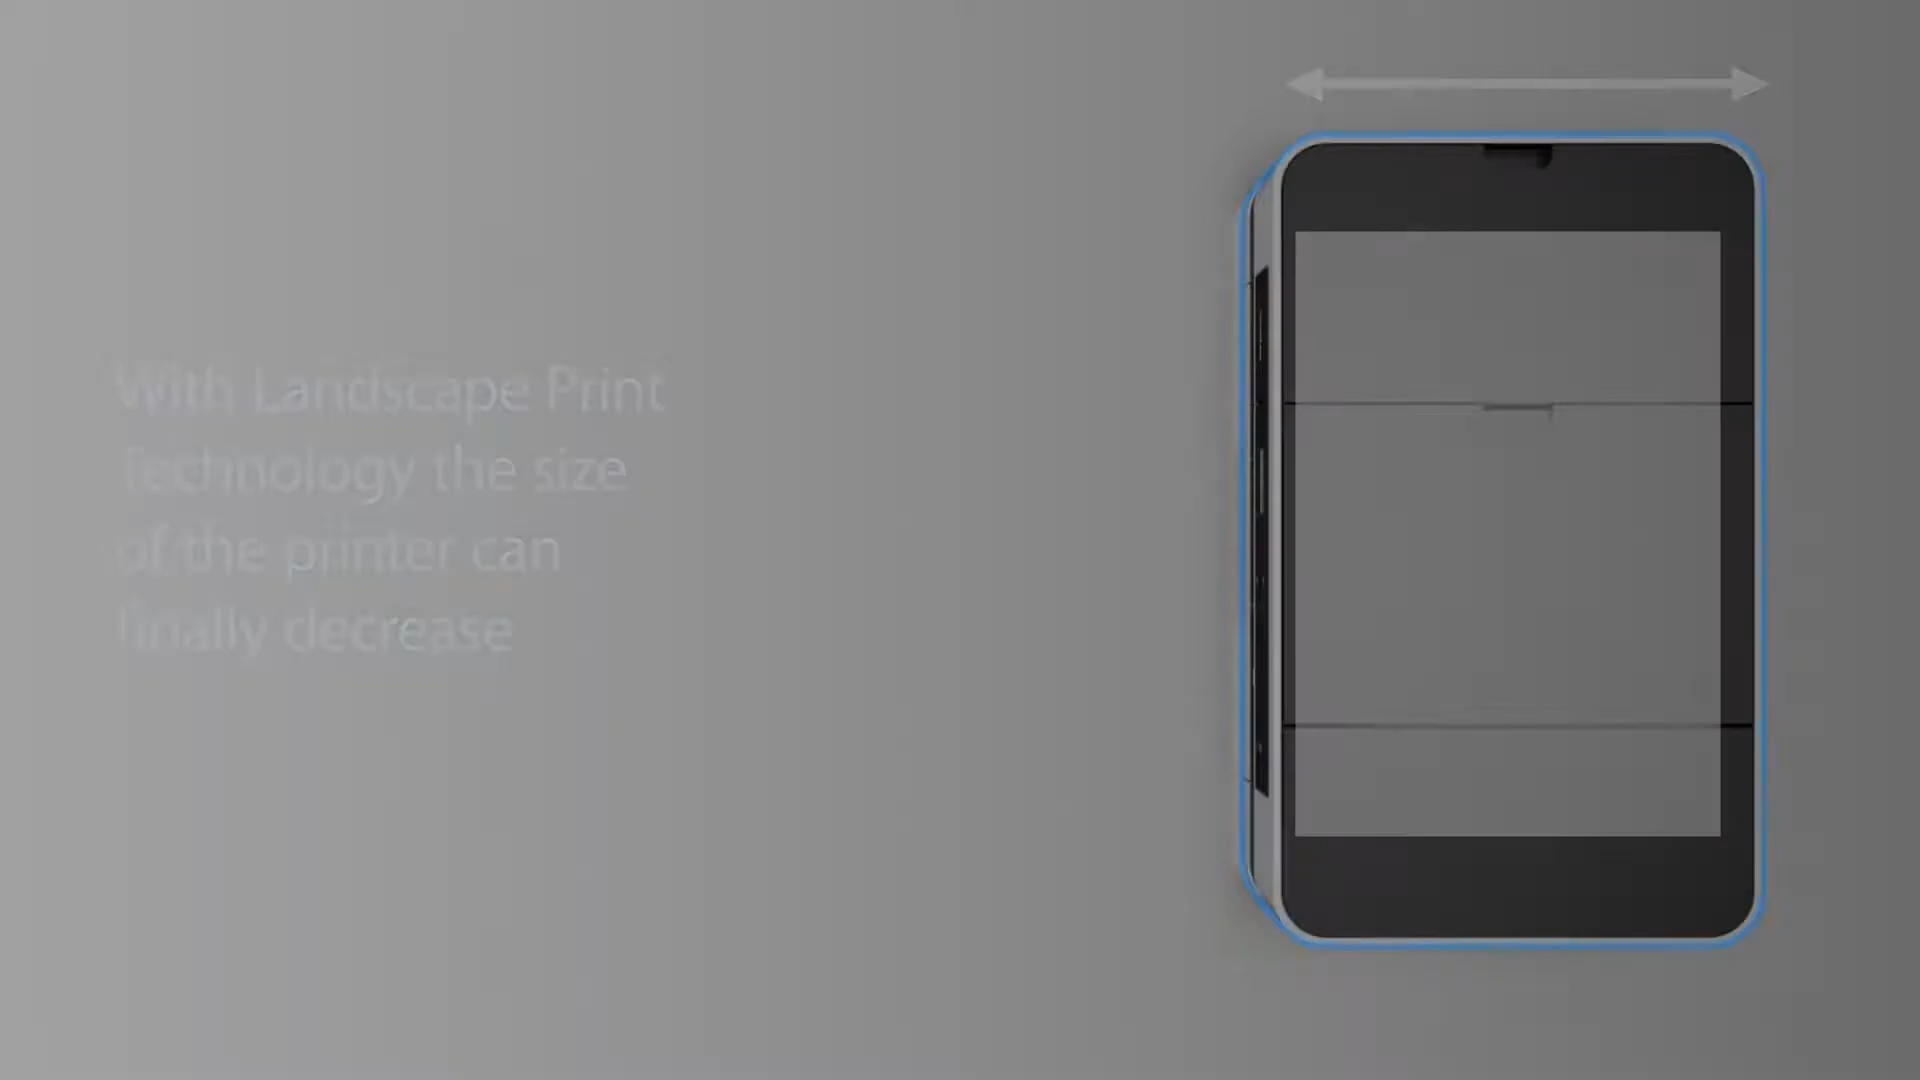 With Landscape Print
Technology the size
of the printer can
finally decrease